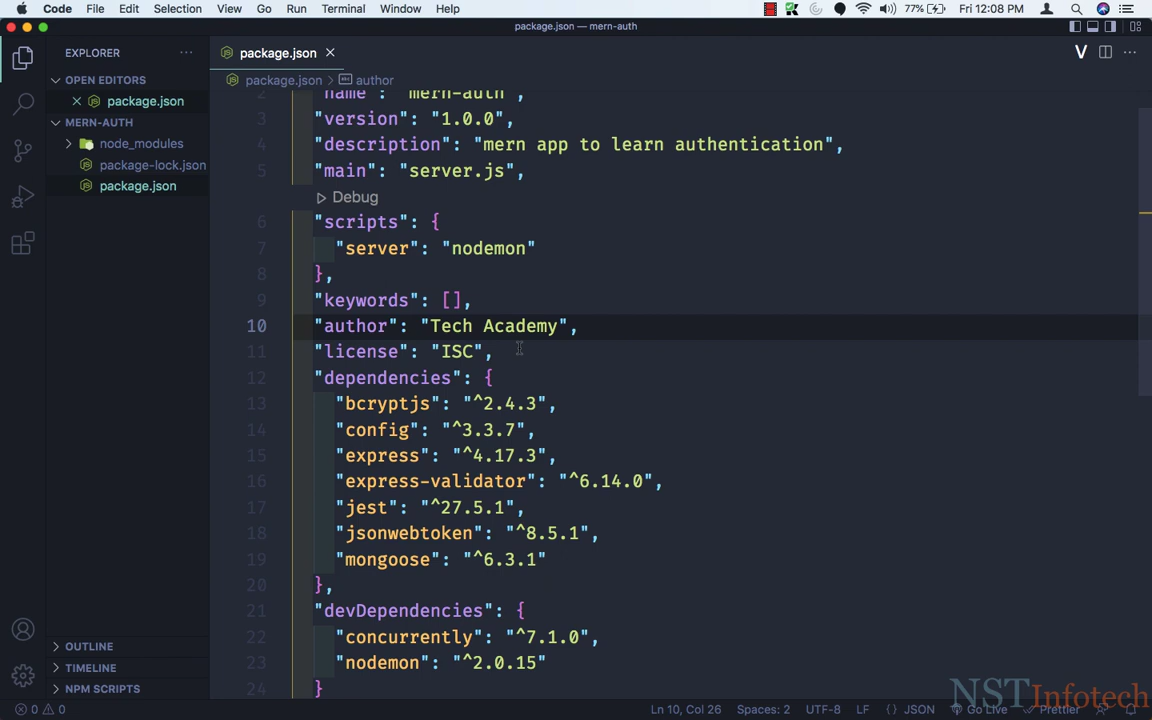 Code File Edit Selection View Go Run Terminal Window Help 77% Fri 12:08 PM
package.json — mern-auth
EXPLORER
OPEN EDITORS
package.json
MERN-AUTH
node_modules
package-lock.json
package.json
OUTLINE
TIMELINE
NPM SCRIPTS
package.json
package.json > author
2 "name": "mern-auth",
3 "version": "1.0.0",
4 "description": "mern app to learn authentication",
5 "main": "server.js",
Debug
6 "scripts": {
7 "server": "nodemon"
8 },
9 "keywords": [],
10 "author": "Tech Academy",
11 "license": "ISC",
12 "dependencies": {
13 "bcryptjs": "^2.4.3",
14 "config": "^3.3.7",
15 "express": "^4.17.3",
16 "express-validator": "^6.14.0",
17 "jest": "^27.5.1",
18 "jsonwebtoken": "^8.5.1",
19 "mongoose": "^6.3.1"
20 },
21 "devDependencies": {
22 "concurrently": "^7.1.0",
23 "nodemon": "^2.0.15"
24 }
NSTInfotech
0 0 Ln 10, Col 26 Spaces: 2 UTF-8 LF {} JSON Go Live Prettier